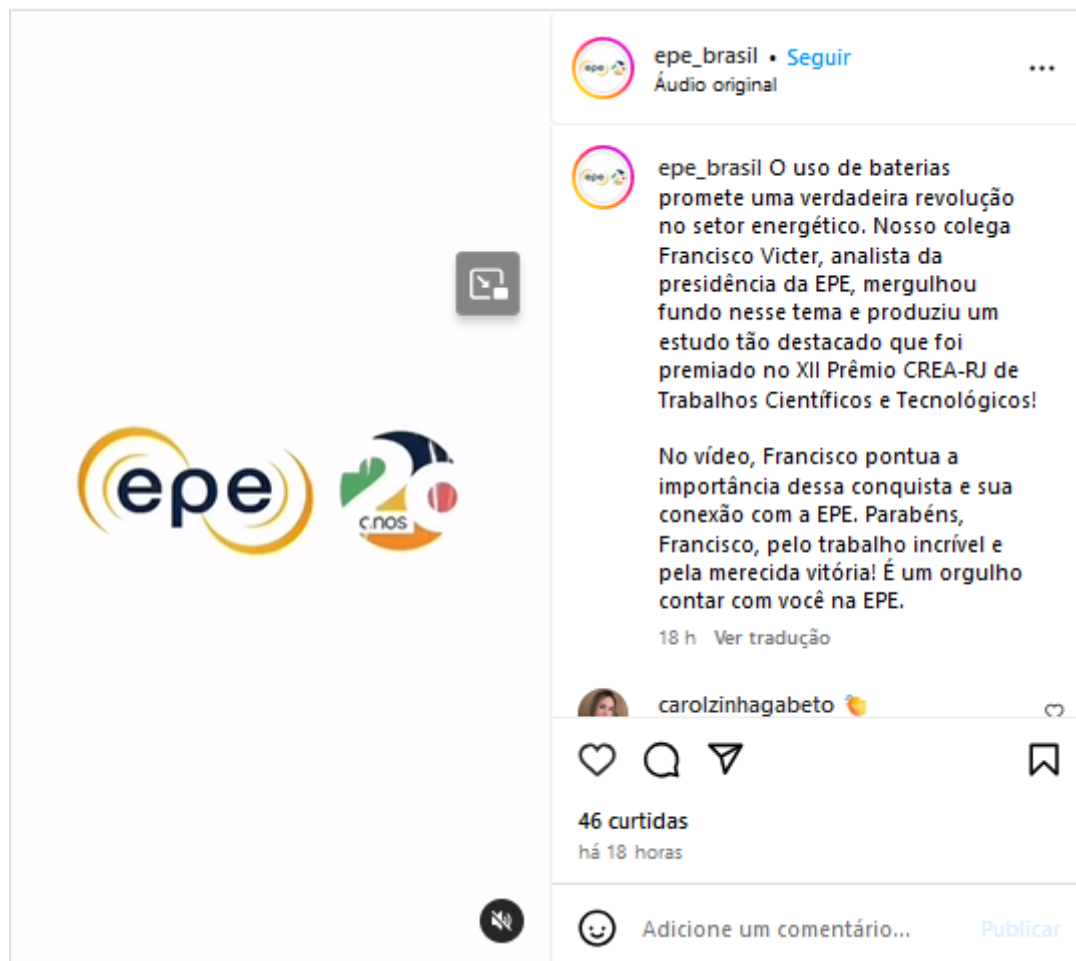 epe
20
anos
epe_brasil • Seguir
Áudio original
epe_brasil O uso de baterias
promete uma verdadeira revolução
no setor energético. Nosso colega
Francisco Victer, analista da
presidência da EPE, mergulhou
fundo nesse tema e produziu um
estudo tão destacado que foi
premiado no XII Prêmio CREA-RJ de
Trabalhos Científicos e Tecnológicos!
No vídeo, Francisco pontua a
importância dessa conquista e sua
conexão com a EPE. Parabéns,
Francisco, pelo trabalho incrível e
pela merecida vitória! É um orgulho
contar com você na EPE.
18 h Ver tradução
carolzinhagabeto 👏
46 curtidas
há 18 horas
Adicione um comentário... Publicar